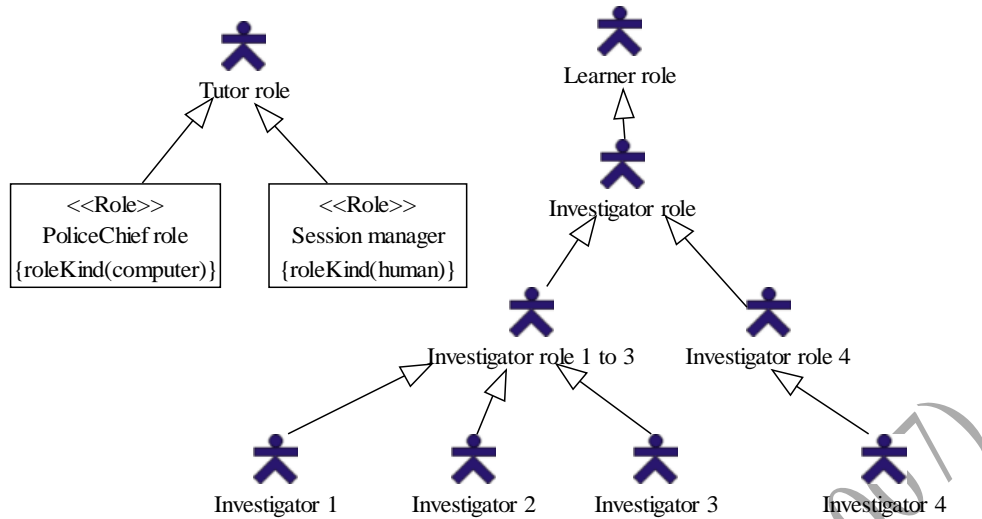 Tutor role
Learner role
<<Role>>
PoliceChief role
{roleKind(computer)}
<<Role>>
Session manager
{roleKind(human)}
Investigator role
Investigator role 1 to 3
Investigator role 4
Investigator 1
Investigator 2
Investigator 3
Investigator 4